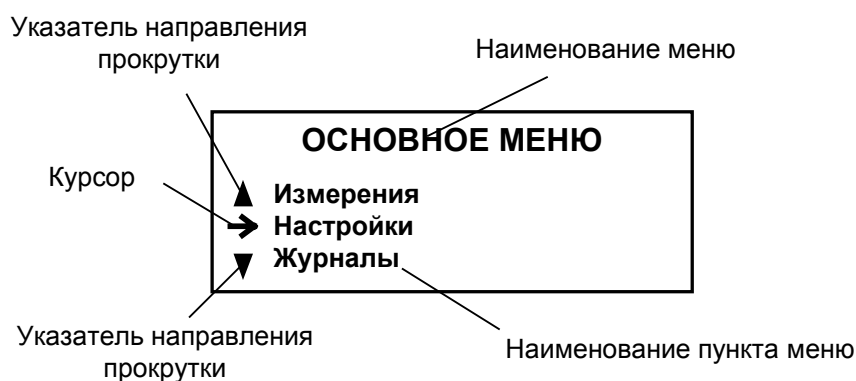 Указатель направления
прокрутки
Наименование меню
ОСНОВНОЕ МЕНЮ
Курсор
Измерения
Настройки
Журналы
Указатель направления
прокрутки
Наименование пункта меню